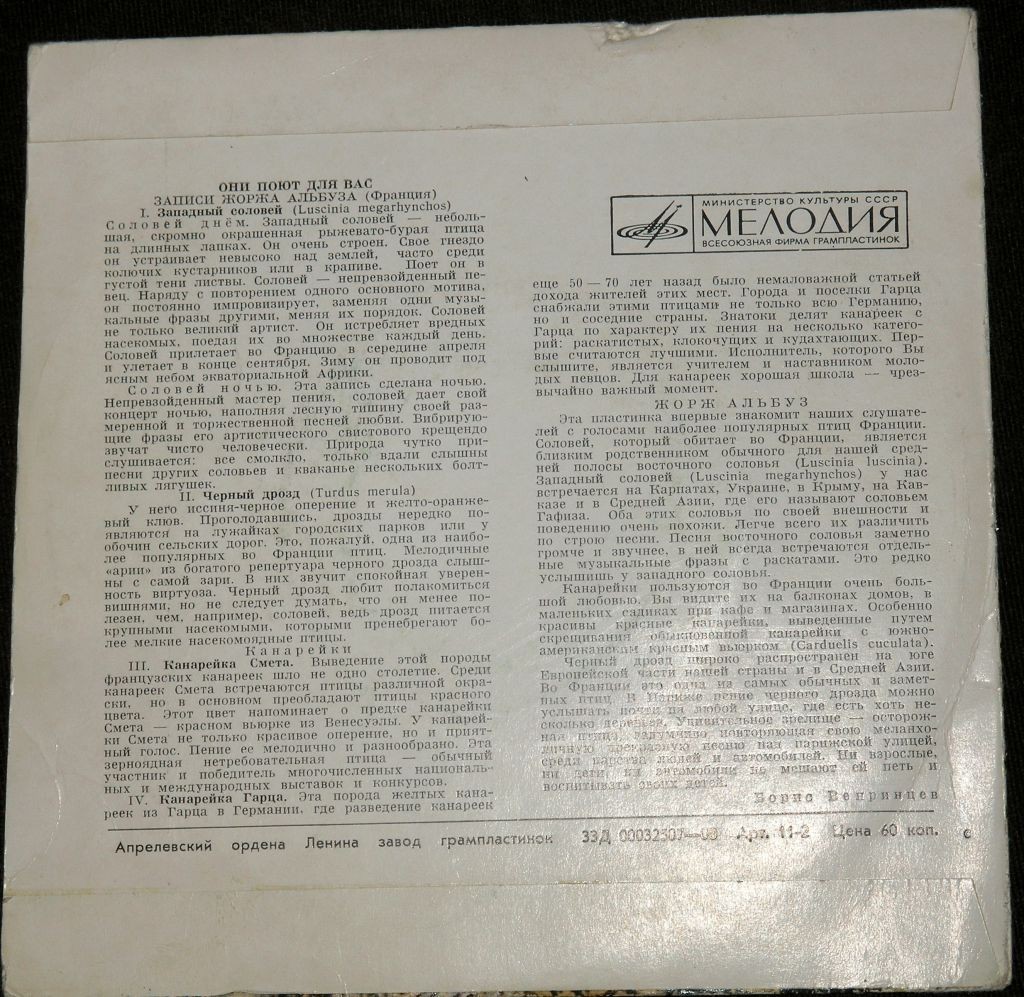 ОНИ ПОЮТ ДЛЯ ВАС
ЗАПИСИ ЖОРЖА АЛЬБУЗА (Франция)
I. Западный соловей (Luscinia megarhynchos)
Соловей днём. Западный соловей — неболь-
шая, скромно окрашенная рыжевато-бурая птица
на длинных лапках. Он очень строен. Свое гнездо
он устраивает невысоко над землей, часто среди
колючих кустарников или в крапиве. Поет он в
густой тени листвы. Соловей — непревзойденный пе-
вец. Наряду с повторением одного основного мотива,
он постоянно импровизирует, заменяя одни музы-
кальные фразы другими, меняя их порядок. Соловей
не только великий артист. Он истребляет вредных
насекомых, поедая их во множестве каждый день.
Соловей прилетает во Францию в середине апреля
и улетает в конце сентября. Зиму он проводит под
ясным небом экваториальной Африки.
Соловей ночью. Эта запись сделана ночью.
Непревзойденный мастер пения, соловей дает свой
концерт ночью, наполняя лесную тишину своей раз-
меренной и торжественной песней любви. Вибрирую-
щие фразы его артистического свистового крещендо
звучат чисто человечески. Природа чутко при-
слушивается: все смолкло, только вдали слышны
песни других соловьев и кваканье нескольких болт-
ливых лягушек.
II. Черный дрозд (Turdus merula)
У него иссиня-черное оперение и желто-оранже-
вый клюв. Проголодавшись, дрозды нередко по-
являются на лужайках городских парков или у
обочин сельских дорог. Это, пожалуй, одна из наибо-
лее популярных во Франции птиц. Мелодичные
«арии» из богатого репертуара черного дрозда слыш-
ны с самой зари. В них звучит спокойная уверен-
ность виртуоза. Черный дрозд любит полакомиться
вишнями, но не следует думать, что он менее по-
лезен, чем, например, соловей, ведь дрозд питается
крупными насекомыми, которыми пренебрегают бо-
лее мелкие насекомоядные птицы.
Канарейки
III. Канарейка Смета. Выведение этой породы
французских канареек шло не одно столетие. Среди
канареек Смета встречаются птицы различной окра-
ски, но в основном преобладают птицы красного
цвета. Этот цвет напоминает о предке канарейки
Смета — красном вьюрке из Венесуэлы. У канарей-
ки Смета не только красивое оперение, но и прият-
ный голос. Пение ее мелодично и разнообразно. Эта
зерноядная нетребовательная птица — обычный
участник и победитель многочисленных националь-
ных и международных выставок и конкурсов.
IV. Канарейка Гарца. Эта порода желтых кана-
реек из Гарца в Германии, где разведение канареек
МИНИСТЕРСТВО КУЛЬТУРЫ СССР
МЕЛОДИЯ
ВСЕСОЮЗНАЯ ФИРМА ГРАМПЛАСТИНОК
еще 50 — 70 лет назад было немаловажной статьей
дохода жителей этих мест. Города и поселки Гарца
снабжали этими птицами не только всю Германию,
но и соседние страны. Знатоки делят канареек с
Гарца по характеру их пения на несколько катего-
рий: раскатистых, клокочущих и кудахтающих. Пер-
вые считаются лучшими. Исполнитель, которого Вы
слышите, является учителем и наставником моло-
дых певцов. Для канареек хорошая школа — чрез-
вычайно важный момент.
ЖОРЖ АЛЬБУЗ
Эта пластинка впервые знакомит наших слушате-
лей с голосами наиболее популярных птиц Франции.
Соловей, который обитает во Франции, является
близким родственником обычного для нашей сред-
ней полосы восточного соловья (Luscinia luscinia).
Западный соловей (Luscinia megarhynchos) у нас
встречается на Карпатах, Украине, в Крыму, на Кав-
казе и в Средней Азии, где его называют соловьем
Гафиза. Оба этих соловья по своей внешности и
поведению очень похожи. Легче всего их различить
по строю песни. Песня восточного соловья заметно
громче и звучнее, в ней всегда встречаются отдель-
ные музыкальные фразы с раскатами. Это редко
услышишь у западного соловья.
Канарейки пользуются во Франции очень боль-
шой любовью. Вы видите их на балконах домов, в
маленьких садиках при кафе и магазинах. Особенно
красивы красные канарейки, выведенные путем
скрещивания обыкновенной канарейки с южно-
американским красным вьюрком (Carduelis cuculata).
Черный дрозд широко распространен на юге
Европейской части нашей страны и в Средней Азии.
Во Франции это одна из самых обычных и замет-
ных птиц. В Париже пение черного дрозда можно
услышать почти на любой улице, где есть хоть не-
сколько деревьев. Удивительное зрелище — осторож-
ная птица, задумчиво повторяющая свою меланхо-
личную прекрасную песню над парижской улицей,
среди царства людей и автомобилей. Ни взрослые,
ни дети, ни автомобили не мешают ей петь и
воспитывать своих детей.
Борис Вепринцев
Апрелевский ордена Ленина завод грампластинок 33Д 00032307— Арт. 11-2 Цена 60 коп.